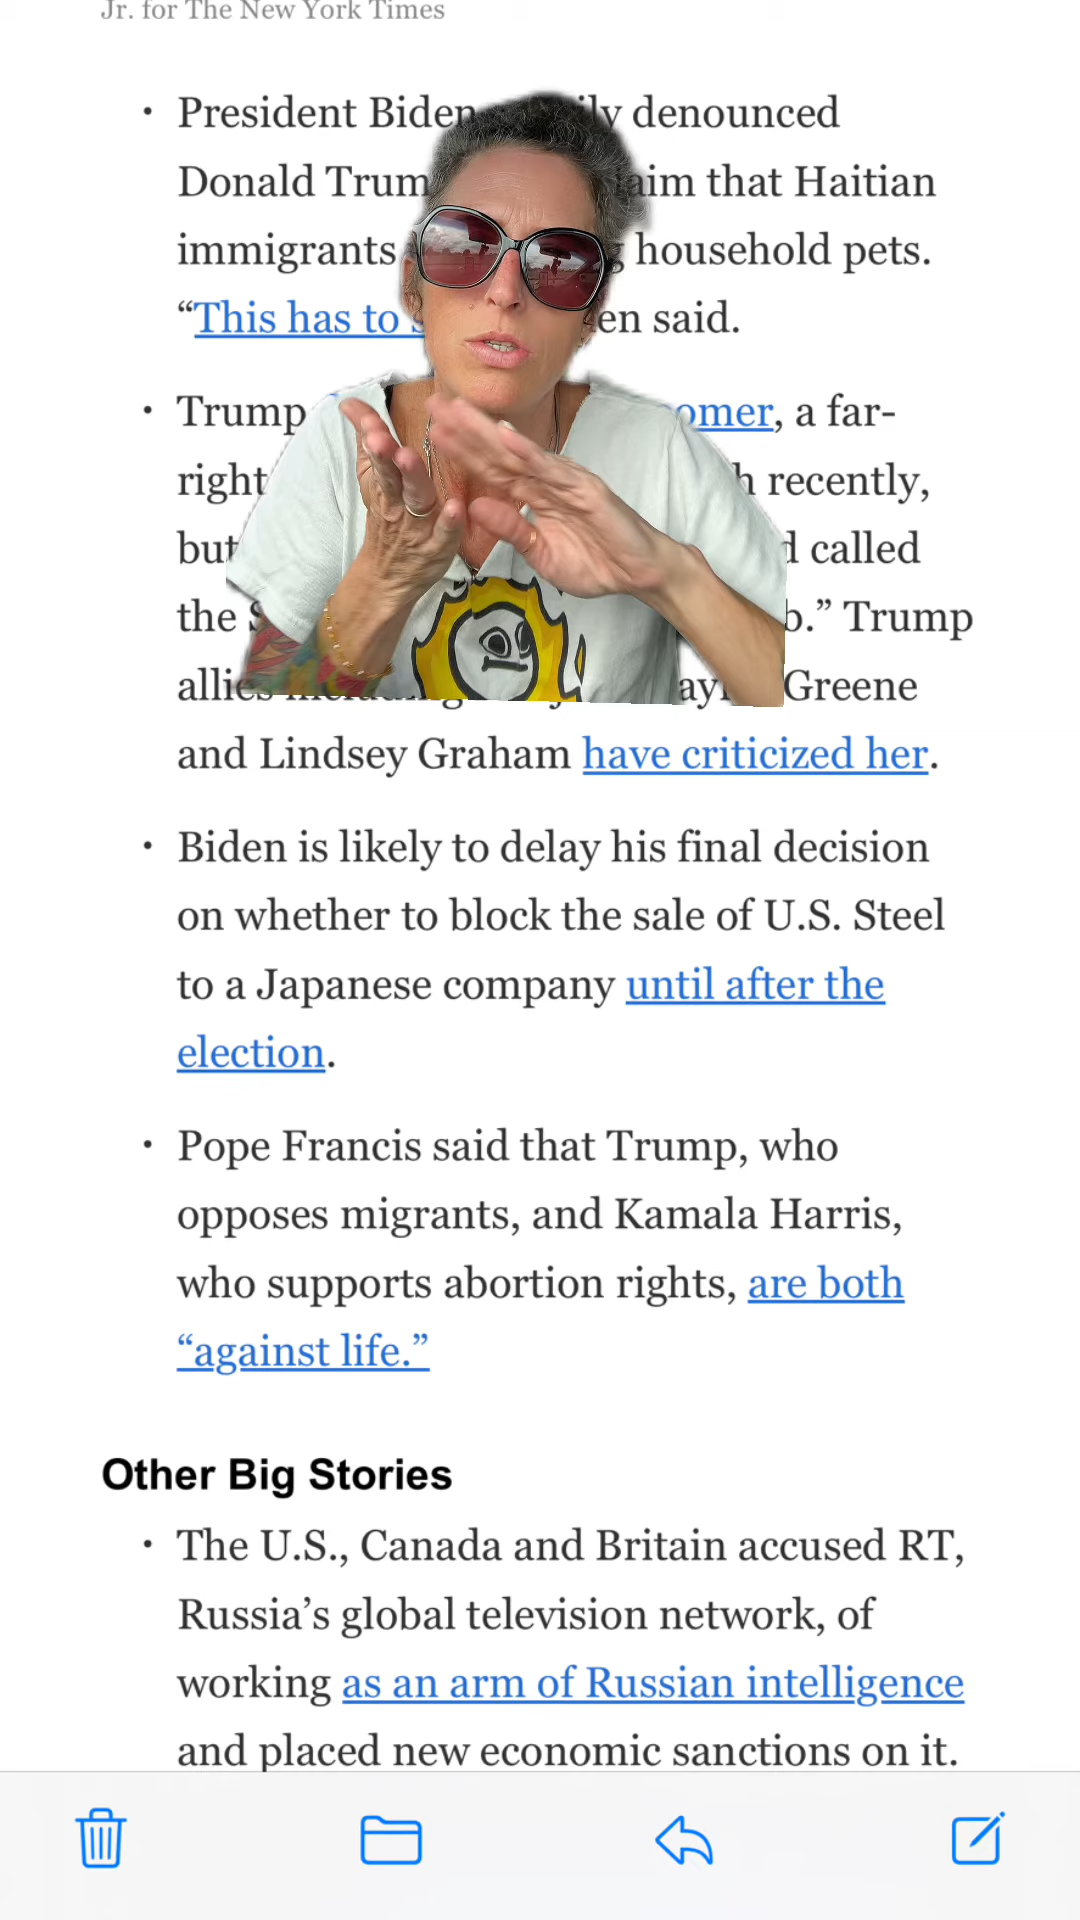 Jr. for The New York Times
• President Biden denounced
Donald Trum that Haitian
immigrants household pets.
“This has to en said.
• Trump omer, a far-
right recently,
but called
the b.” Trump
allies including Greene
and Lindsey Graham have criticized her.
• Biden is likely to delay his final decision
on whether to block the sale of U.S. Steel
to a Japanese company until after the
election.
• Pope Francis said that Trump, who
opposes migrants, and Kamala Harris,
who supports abortion rights, are both
“against life.”
Other Big Stories
• The U.S., Canada and Britain accused RT,
Russia’s global television network, of
working as an arm of Russian intelligence
and placed new economic sanctions on it.